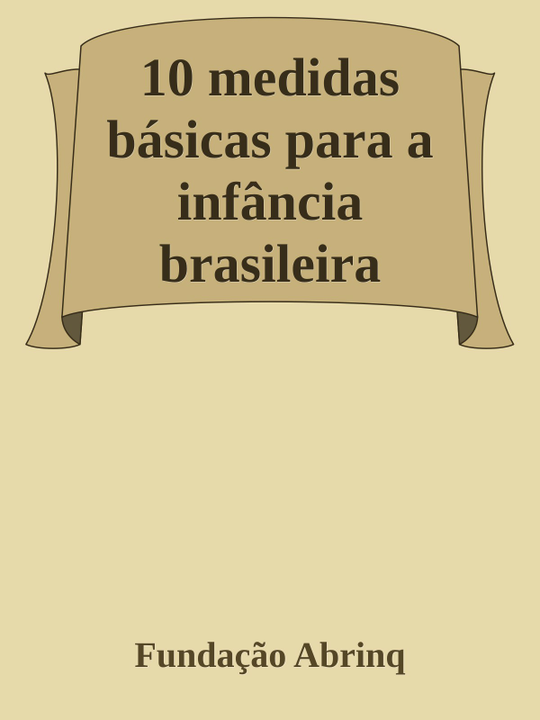 10 medidas
básicas para a
infância
brasileira
Fundação Abrinq